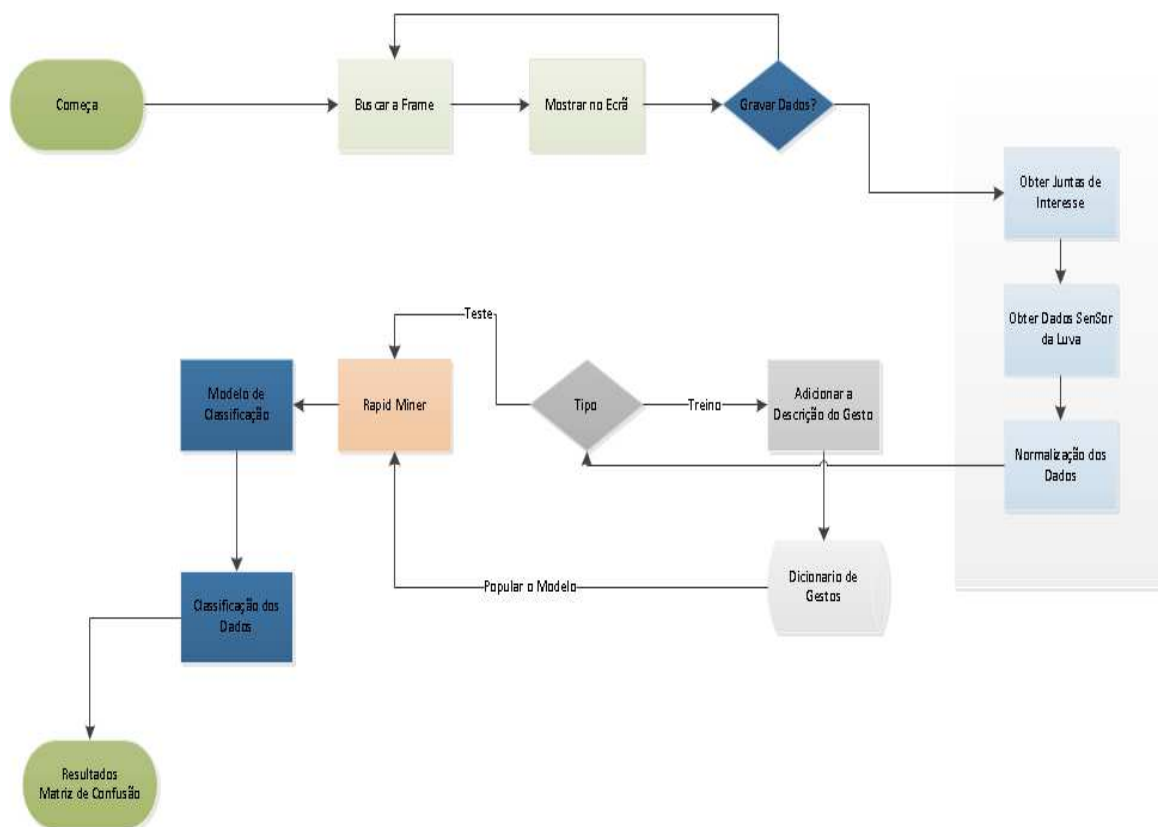 Começa
Buscar a Frame
Mostrar no Ecrã
Gravar Dados?
Obter Juntas de
Interesse
Obter Dados SenSor
da Luva
Normalização dos
Dados
Teste
Modelo de
Classificação
Rapid Miner
Tipo
Treino
Adicionar a
Descrição do Gesto
Popular o Modelo
Dicionario de
Gestos
Classificação dos
Dados
Resultados
Matriz de Confusão